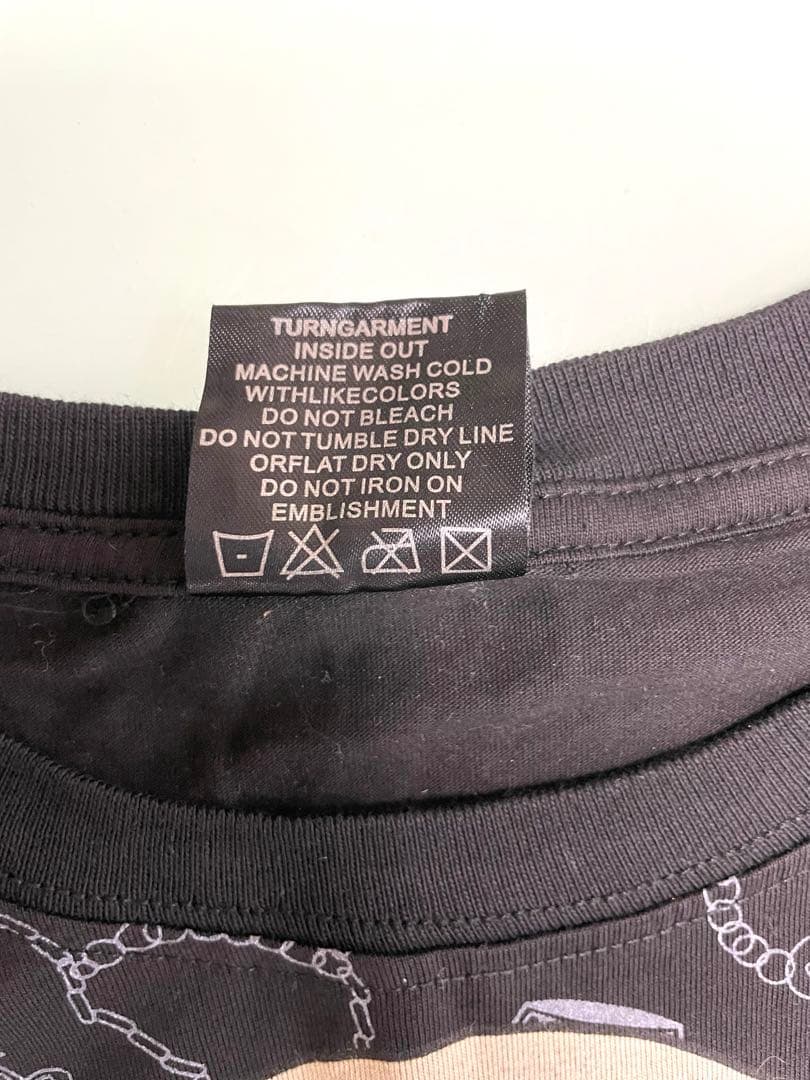 TURNGARMENT
INSIDE OUT
MACHINE WASH COLD
WITHLIKECOLORS
DO NOT BLEACH
DO NOT TUMBLE DRY LINE
ORFLAT DRY ONLY
DO NOT IRON ON
EMBLISHMENT